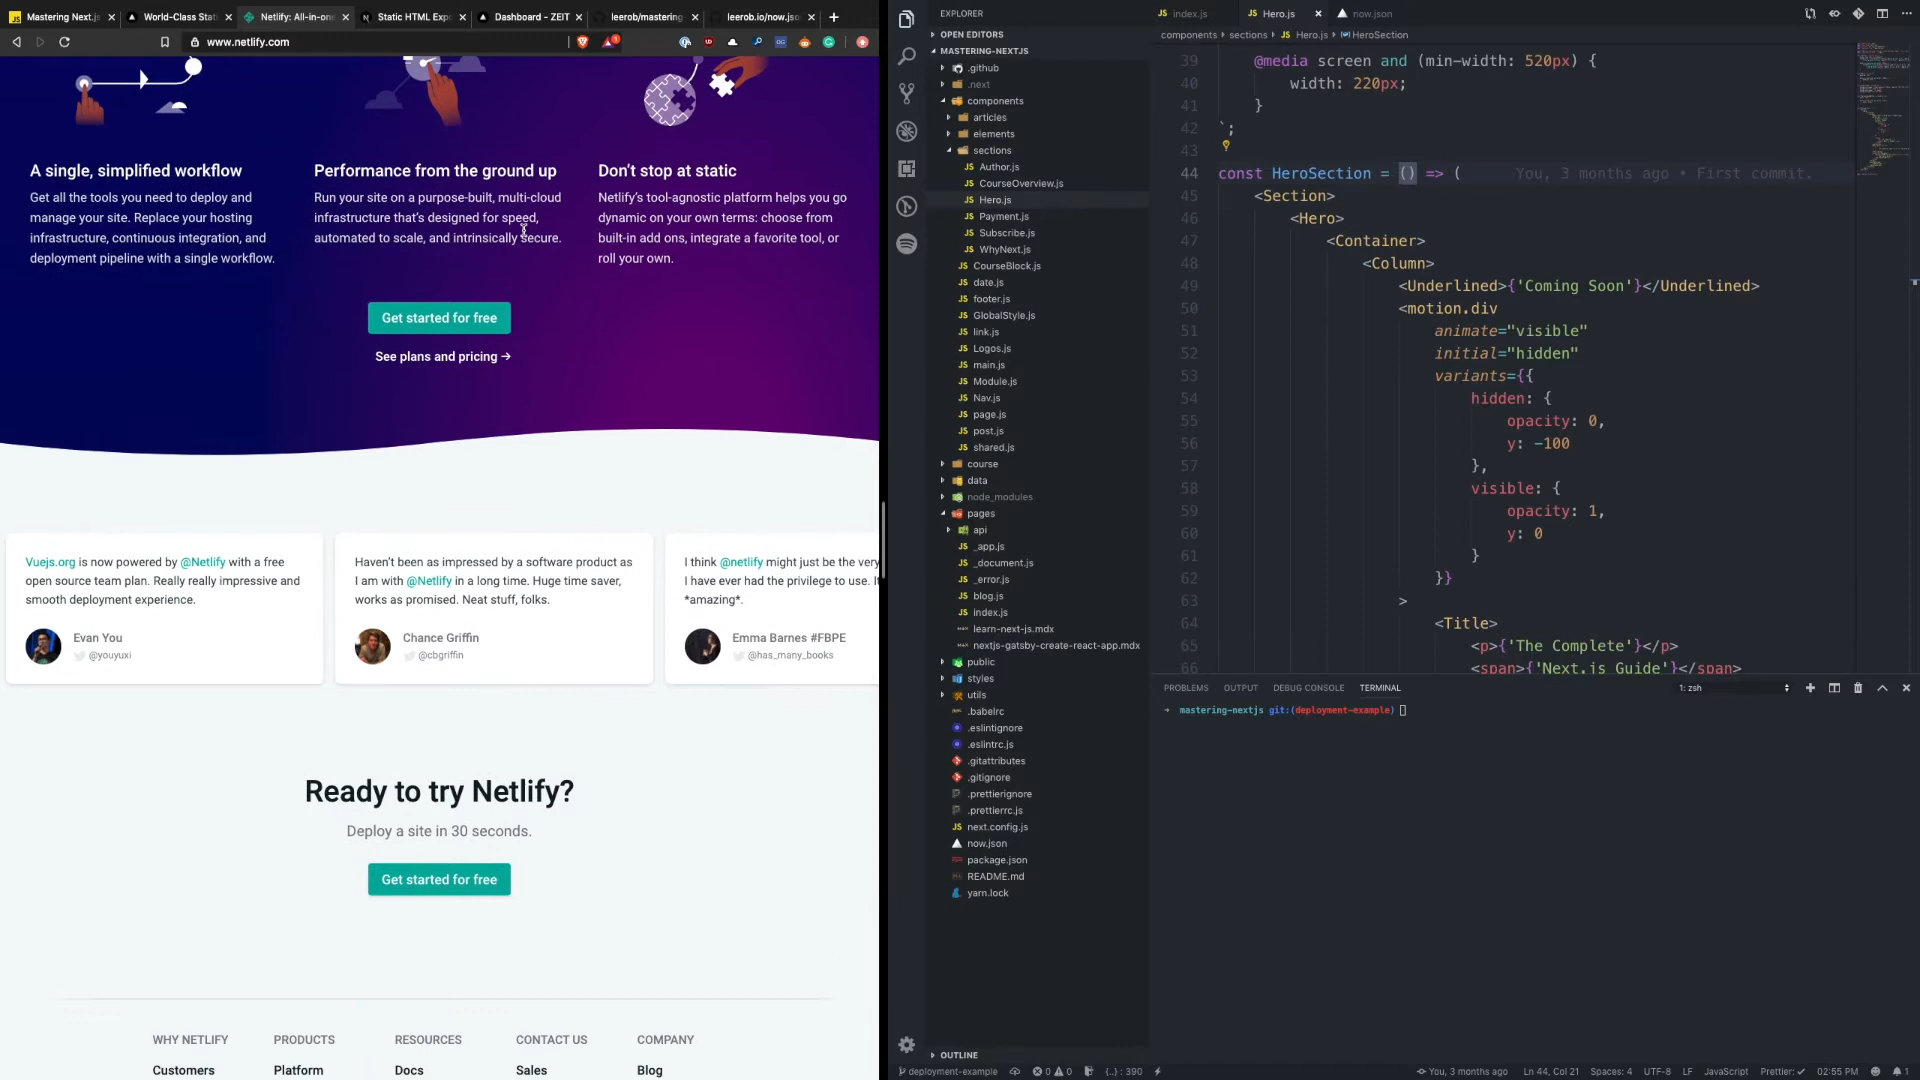 Mastering Next.js
World-Class Stati
Netlify: All-in-one
Static HTML Expo
Dashboard - ZEIT
leerob/mastering
leerob.io/now.jso
www.netlify.com
A single, simplified workflow
Get all the tools you need to deploy and
manage your site. Replace your hosting
infrastructure, continuous integration, and
deployment pipeline with a single workflow.
Performance from the ground up
Run your site on a purpose-built, multi-cloud
infrastructure that's designed for speed,
automated to scale, and intrinsically secure.
Don't stop at static
Netlify's tool-agnostic platform helps you go
dynamic on your own terms: choose from
built-in add ons, integrate a favorite tool, or
roll your own.
Get started for free
See plans and pricing →
Vuejs.org is now powered by @Netlify with a free
open source team plan. Really really impressive and
smooth deployment experience.
Evan You
@youyuxi
Haven't been as impressed by a software product as
I am with @Netlify in a long time. Huge time saver,
works as promised. Neat stuff, folks.
Chance Griffin
@cbgriffin
I think @netlify might just be the very
I have ever had the privilege to use. It
*amazing*.
Emma Barnes #FBPE
@has_many_books
Ready to try Netlify?
Deploy a site in 30 seconds.
Get started for free
WHY NETLIFY
PRODUCTS
RESOURCES
CONTACT US
COMPANY
Customers
Platform
Docs
Sales
Blog
EXPLORER
OPEN EDITORS
MASTERING-NEXTJS
.github
.next
components
articles
elements
sections
Author.js
CourseOverview.js
Hero.js
Payment.js
Subscribe.js
WhyNext.js
CourseBlock.js
date.js
footer.js
GlobalStyle.js
link.js
Logos.js
main.js
Module.js
Nav.js
page.js
post.js
shared.js
course
data
node_modules
pages
api
_app.js
_document.js
_error.js
blog.js
index.js
learn-next-js.mdx
nextjs-gatsby-create-react-app.mdx
public
styles
utils
.babelrc
.eslintignore
.eslintrc.js
.gitattributes
.gitignore
.prettierignore
.prettierrc.js
next.config.js
now.json
package.json
README.md
yarn.lock
OUTLINE
index.js
Hero.js
now.json
components › sections › Hero.js › HeroSection
39 @media screen and (min-width: 520px) {
40 width: 220px;
41 }
42 `;
43
44 const HeroSection = () => ( You, 3 months ago • First commit.
45 <Section>
46 <Hero>
47 <Container>
48 <Column>
49 <Underlined>{'Coming Soon'}</Underlined>
50 <motion.div
51 animate="visible"
52 initial="hidden"
53 variants={{
54 hidden: {
55 opacity: 0,
56 y: -100
57 },
58 visible: {
59 opacity: 1,
60 y: 0
61 }
62 }}
63 >
64 <Title>
65 <p>{'The Complete'}</p>
66 <span>{'Next.js Guide'}</span>
PROBLEMS
OUTPUT
DEBUG CONSOLE
TERMINAL
1: zsh
→ mastering-nextjs git:(deployment-example)
deployment-example
0
0
{..} : 390
You, 3 months ago
Ln 44, Col 21
Spaces: 4
UTF-8
LF
JavaScript
Prettier: ✓
02:55 PM
1